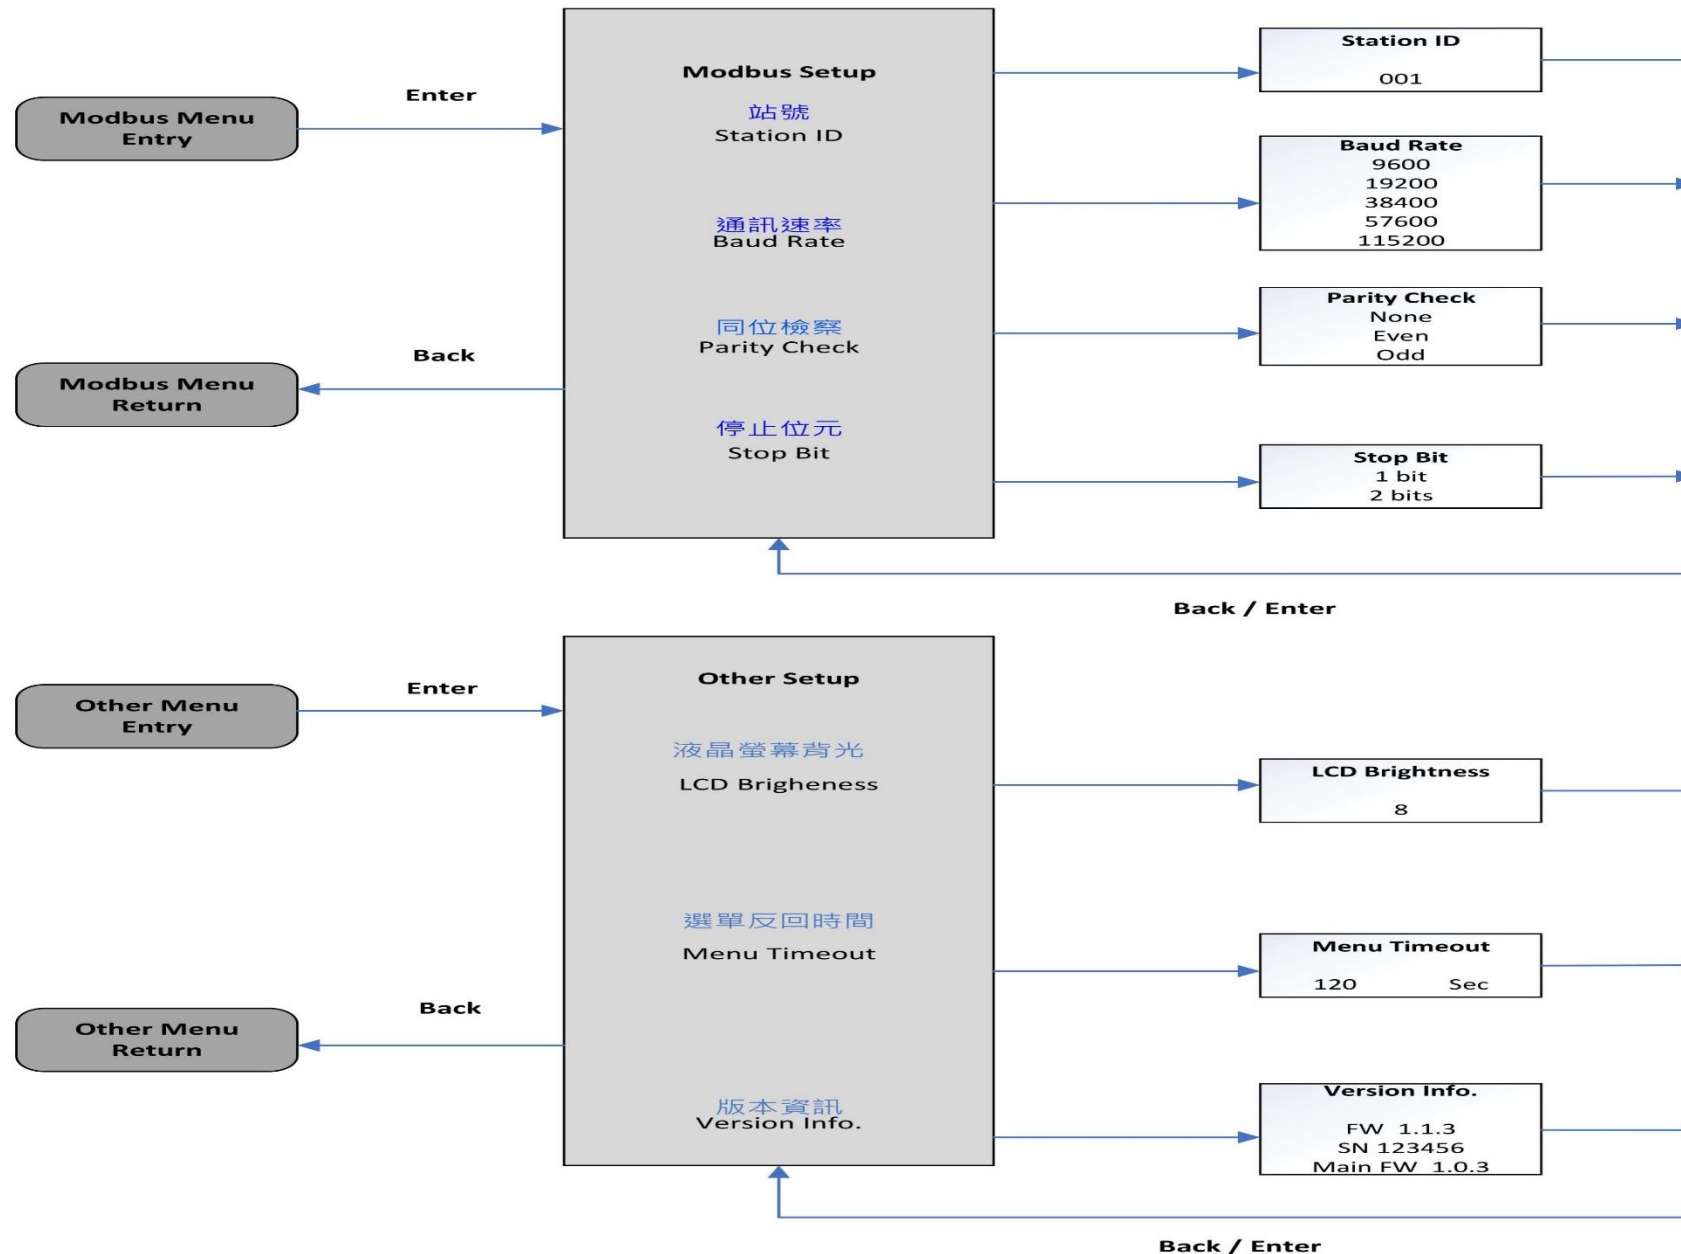 Modbus Menu
Entry
Enter
Modbus Setup
站號
Station ID
通訊速率
Baud Rate
同位檢察
Parity Check
停止位元
Stop Bit
Back
Modbus Menu
Return
Station ID
001
Baud Rate
9600
19200
38400
57600
115200
Parity Check
None
Even
Odd
Stop Bit
1 bit
2 bits
Back / Enter
Other Menu
Entry
Enter
Other Setup
液晶螢幕背光
LCD Brigheness
選單反回時間
Menu Timeout
版本資訊
Version Info.
Back
Other Menu
Return
LCD Brightness
8
Menu Timeout
120 Sec
Version Info.
FW 1.1.3
SN 123456
Main FW 1.0.3
Back / Enter